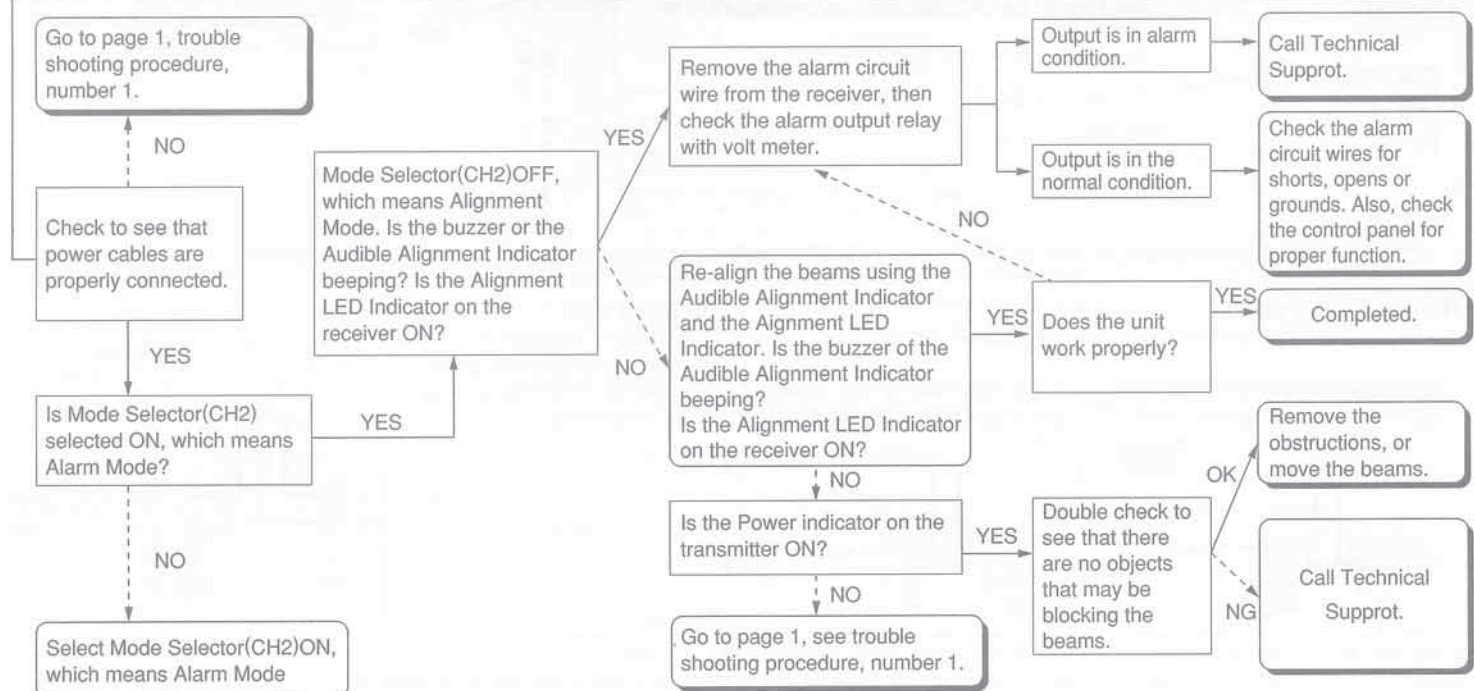 Go to page 1, trouble
shooting procedure,
number 1.
NO
Check to see that
power cables are
properly connected.
YES
Is Mode Selector(CH2)
selected ON, which means
Alarm Mode?
YES
NO
Select Mode Selector(CH2)ON,
which means Alarm Mode
Mode Selector(CH2)OFF,
which means Alignment
Mode. Is the buzzer or the
Audible Alignment Indicator
beeping? Is the Alignment
LED Indicator on the
receiver ON?
YES
NO
Remove the alarm circuit
wire from the receiver, then
check the alarm output relay
with volt meter.
Output is in alarm
condition.
Call Technical
Supprot.
Output is in the
normal condition.
Check the alarm
circuit wires for
shorts, opens or
grounds. Also, check
the control panel for
proper function.
NO
Re-align the beams using the
Audible Alignment Indicator
and the Aignment LED
Indicator. Is the buzzer of the
Audible Alignment Indicator
beeping?
Is the Alignment LED Indicator
on the receiver ON?
YES
Does the unit
work properly?
YES
Completed.
NO
Is the Power indicator on the
transmitter ON?
YES
Double check to
see that there
are no objects
that may be
blocking the
beams.
OK
Remove the
obstructions, or
move the beams.
NG
Call Technical
Supprot.
NO
Go to page 1, see trouble
shooting procedure, number 1.